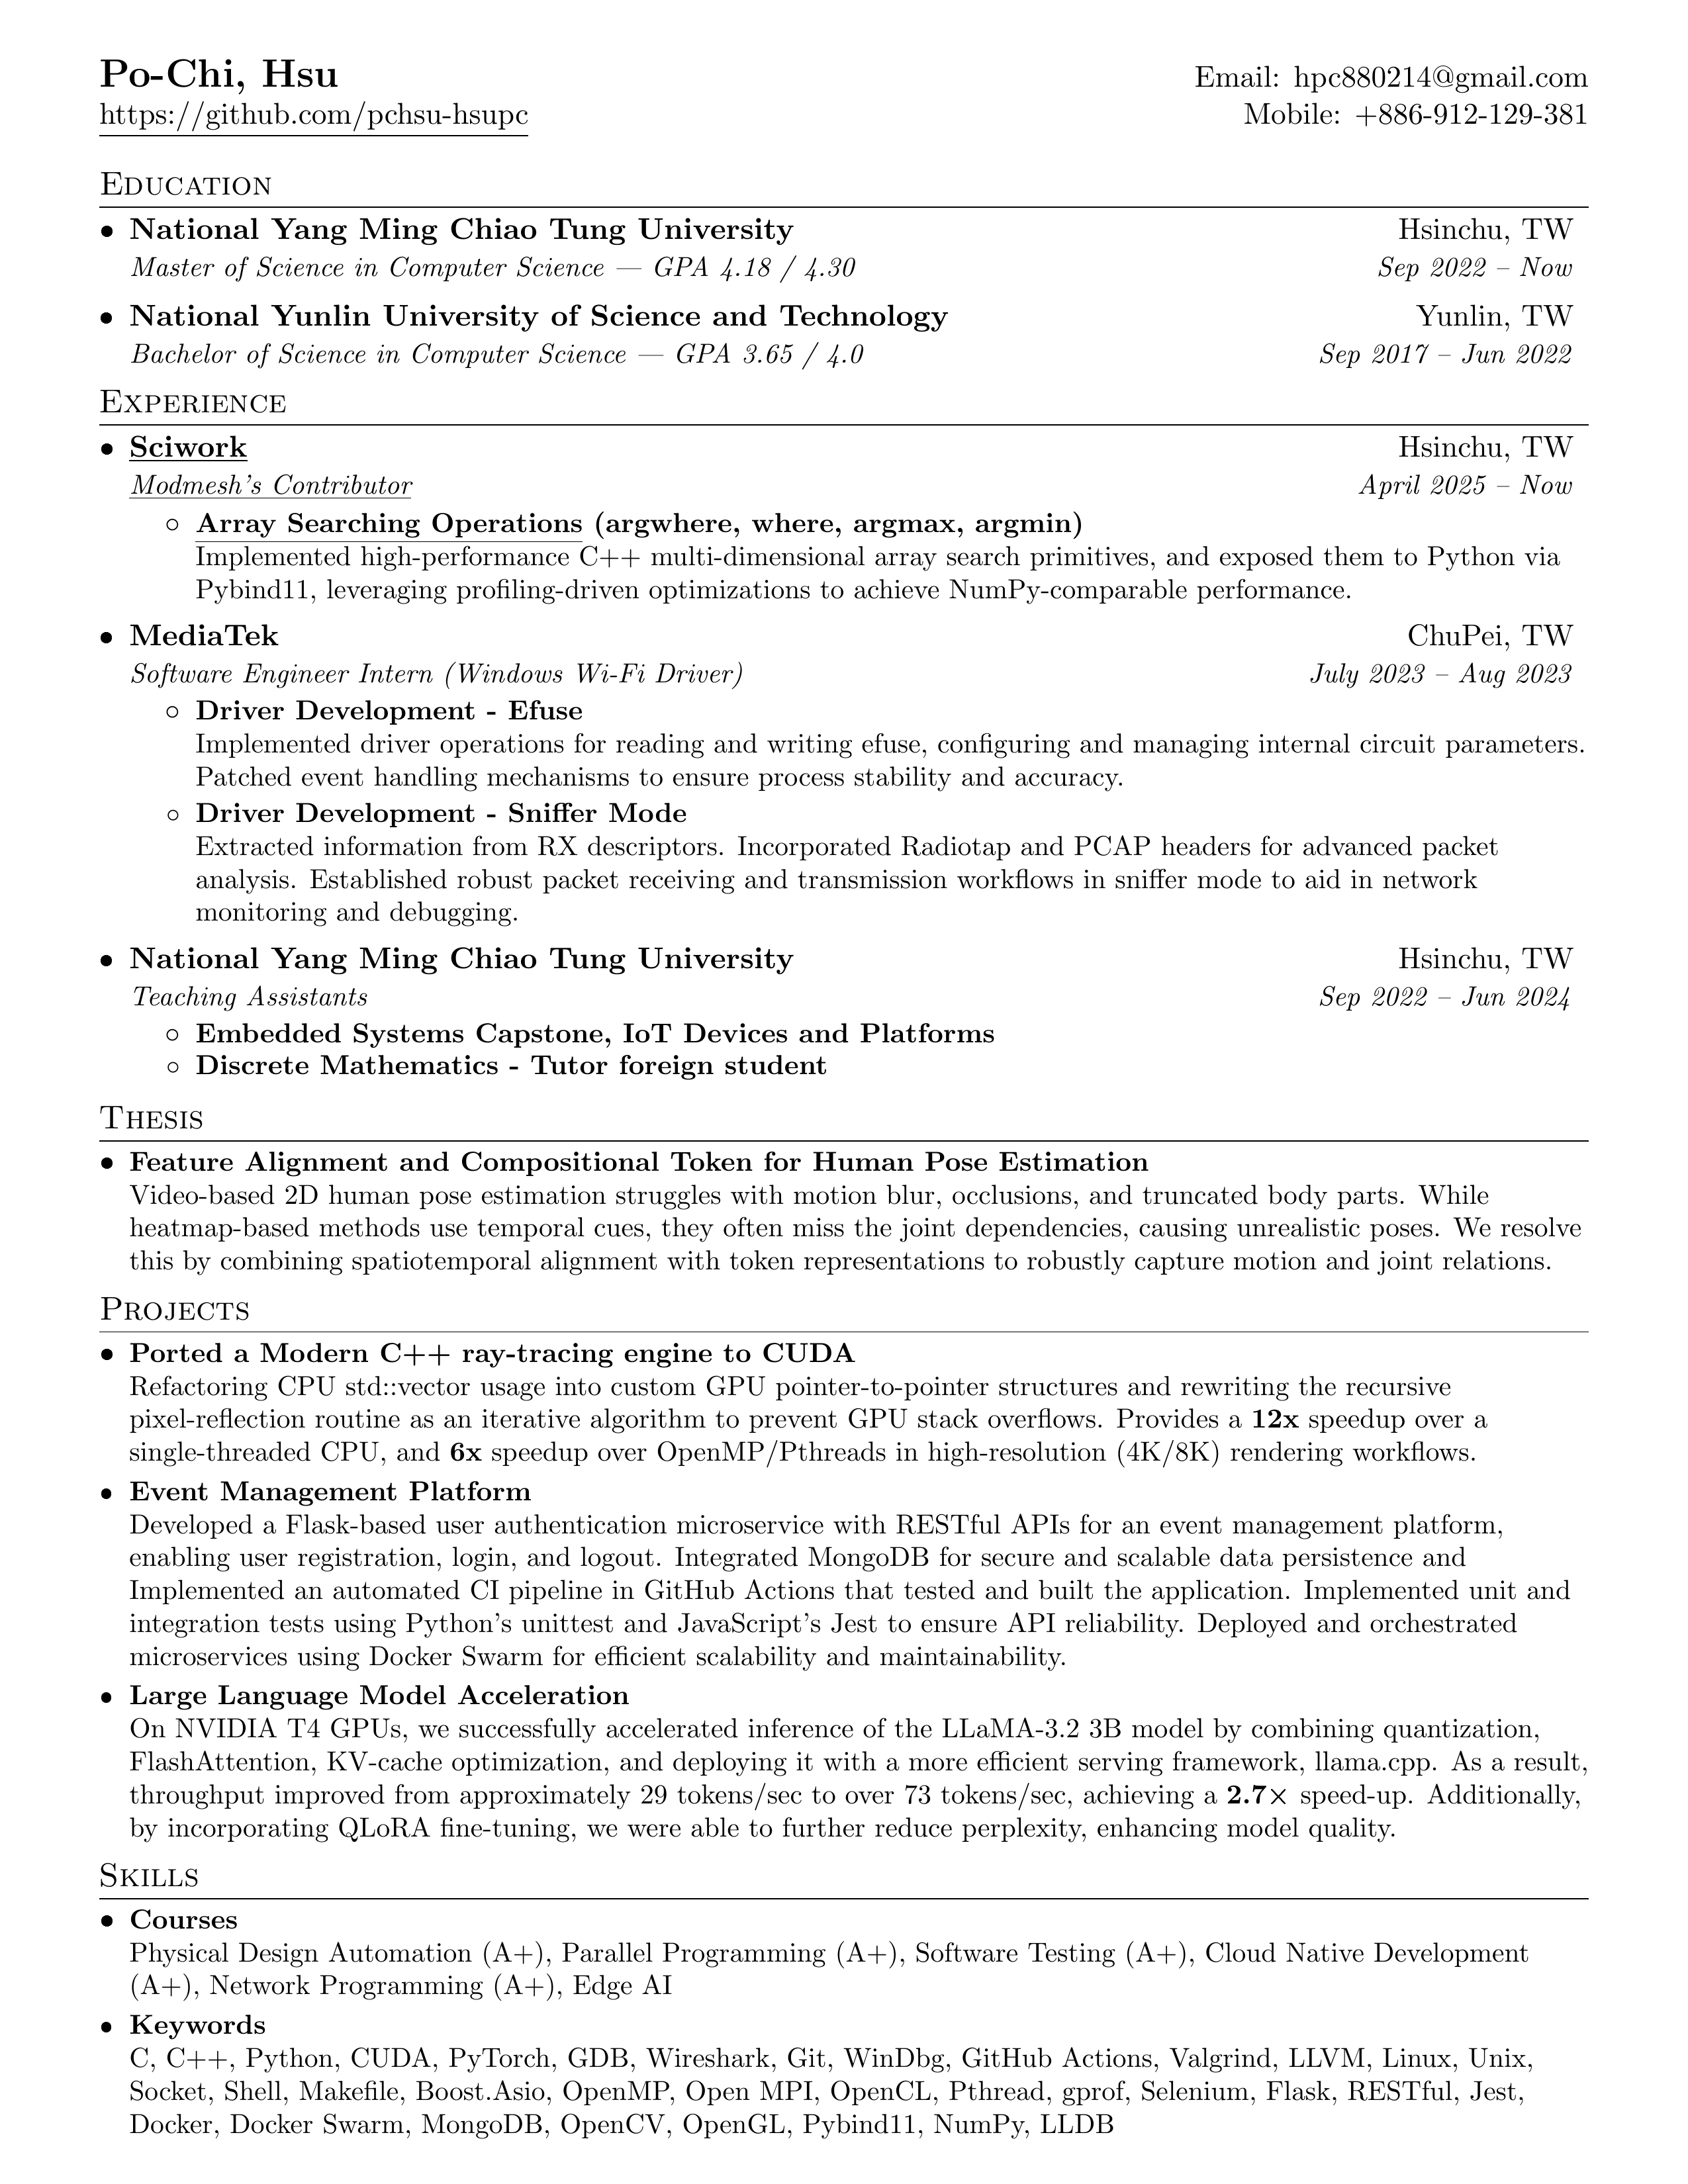 Po-Chi, Hsu
Email: hpc880214@gmail.com
https://github.com/pchsu-hsupc
Mobile: +886-912-129-381
Education
• National Yang Ming Chiao Tung University Hsinchu, TW
Master of Science in Computer Science — GPA 4.18 / 4.30 Sep 2022 – Now
• National Yunlin University of Science and Technology Yunlin, TW
Bachelor of Science in Computer Science — GPA 3.65 / 4.0 Sep 2017 – Jun 2022
Experience
• Sciwork Hsinchu, TW
Modmesh's Contributor April 2025 – Now
◦ Array Searching Operations (argwhere, where, argmax, argmin)
Implemented high-performance C++ multi-dimensional array search primitives, and exposed them to Python via
Pybind11, leveraging profiling-driven optimizations to achieve NumPy-comparable performance.
• MediaTek ChuPei, TW
Software Engineer Intern (Windows Wi-Fi Driver) July 2023 – Aug 2023
◦ Driver Development - Efuse
Implemented driver operations for reading and writing efuse, configuring and managing internal circuit parameters.
Patched event handling mechanisms to ensure process stability and accuracy.
◦ Driver Development - Sniffer Mode
Extracted information from RX descriptors. Incorporated Radiotap and PCAP headers for advanced packet
analysis. Established robust packet receiving and transmission workflows in sniffer mode to aid in network
monitoring and debugging.
• National Yang Ming Chiao Tung University Hsinchu, TW
Teaching Assistants Sep 2022 – Jun 2024
◦ Embedded Systems Capstone, IoT Devices and Platforms
◦ Discrete Mathematics - Tutor foreign student
Thesis
• Feature Alignment and Compositional Token for Human Pose Estimation
Video-based 2D human pose estimation struggles with motion blur, occlusions, and truncated body parts. While
heatmap-based methods use temporal cues, they often miss the joint dependencies, causing unrealistic poses. We resolve
this by combining spatiotemporal alignment with token representations to robustly capture motion and joint relations.
Projects
• Ported a Modern C++ ray-tracing engine to CUDA
Refactoring CPU std::vector usage into custom GPU pointer-to-pointer structures and rewriting the recursive
pixel-reflection routine as an iterative algorithm to prevent GPU stack overflows. Provides a 12x speedup over a
single-threaded CPU, and 6x speedup over OpenMP/Pthreads in high-resolution (4K/8K) rendering workflows.
• Event Management Platform
Developed a Flask-based user authentication microservice with RESTful APIs for an event management platform,
enabling user registration, login, and logout. Integrated MongoDB for secure and scalable data persistence and
Implemented an automated CI pipeline in GitHub Actions that tested and built the application. Implemented unit and
integration tests using Python's unittest and JavaScript's Jest to ensure API reliability. Deployed and orchestrated
microservices using Docker Swarm for efficient scalability and maintainability.
• Large Language Model Acceleration
On NVIDIA T4 GPUs, we successfully accelerated inference of the LLaMA-3.2 3B model by combining quantization,
FlashAttention, KV-cache optimization, and deploying it with a more efficient serving framework, llama.cpp. As a result,
throughput improved from approximately 29 tokens/sec to over 73 tokens/sec, achieving a 2.7× speed-up. Additionally,
by incorporating QLoRA fine-tuning, we were able to further reduce perplexity, enhancing model quality.
Skills
• Courses
Physical Design Automation (A+), Parallel Programming (A+), Software Testing (A+), Cloud Native Development
(A+), Network Programming (A+), Edge AI
• Keywords
C, C++, Python, CUDA, PyTorch, GDB, Wireshark, Git, WinDbg, GitHub Actions, Valgrind, LLVM, Linux, Unix,
Socket, Shell, Makefile, Boost.Asio, OpenMP, Open MPI, OpenCL, Pthread, gprof, Selenium, Flask, RESTful, Jest,
Docker, Docker Swarm, MongoDB, OpenCV, OpenGL, Pybind11, NumPy, LLDB